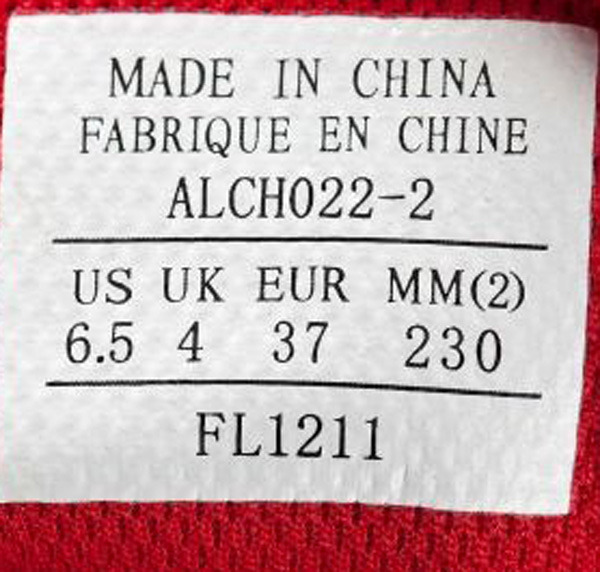 MADE IN CHINA
FABRIQUE EN CHINE
ALCH022-2
US UK EUR MM(2)
6.5 4 37 230
FL1211